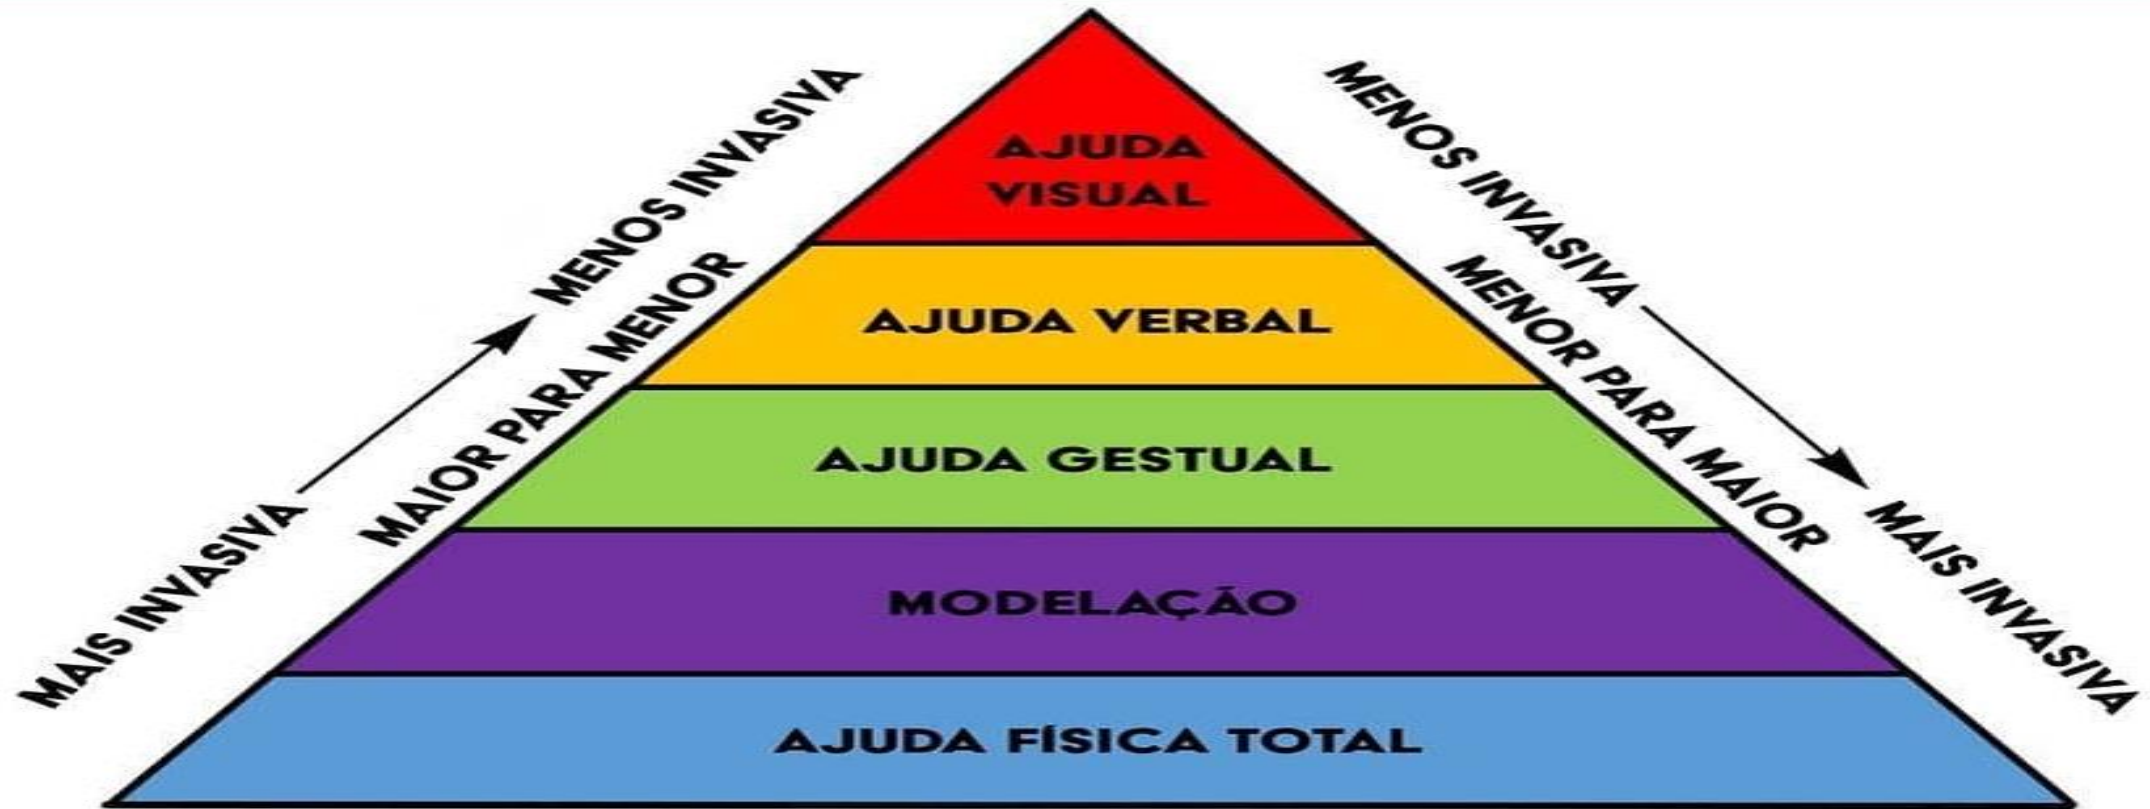 MAIS INVASIVA
MENOS INVASIVA
MAIOR PARA MENOR
AJUDA
VISUAL
AJUDA VERBAL
AJUDA GESTUAL
MODELAÇÃO
AJUDA FÍSICA TOTAL
MENOS INVASIVA
MAIS INVASIVA
MENOR PARA MAIOR